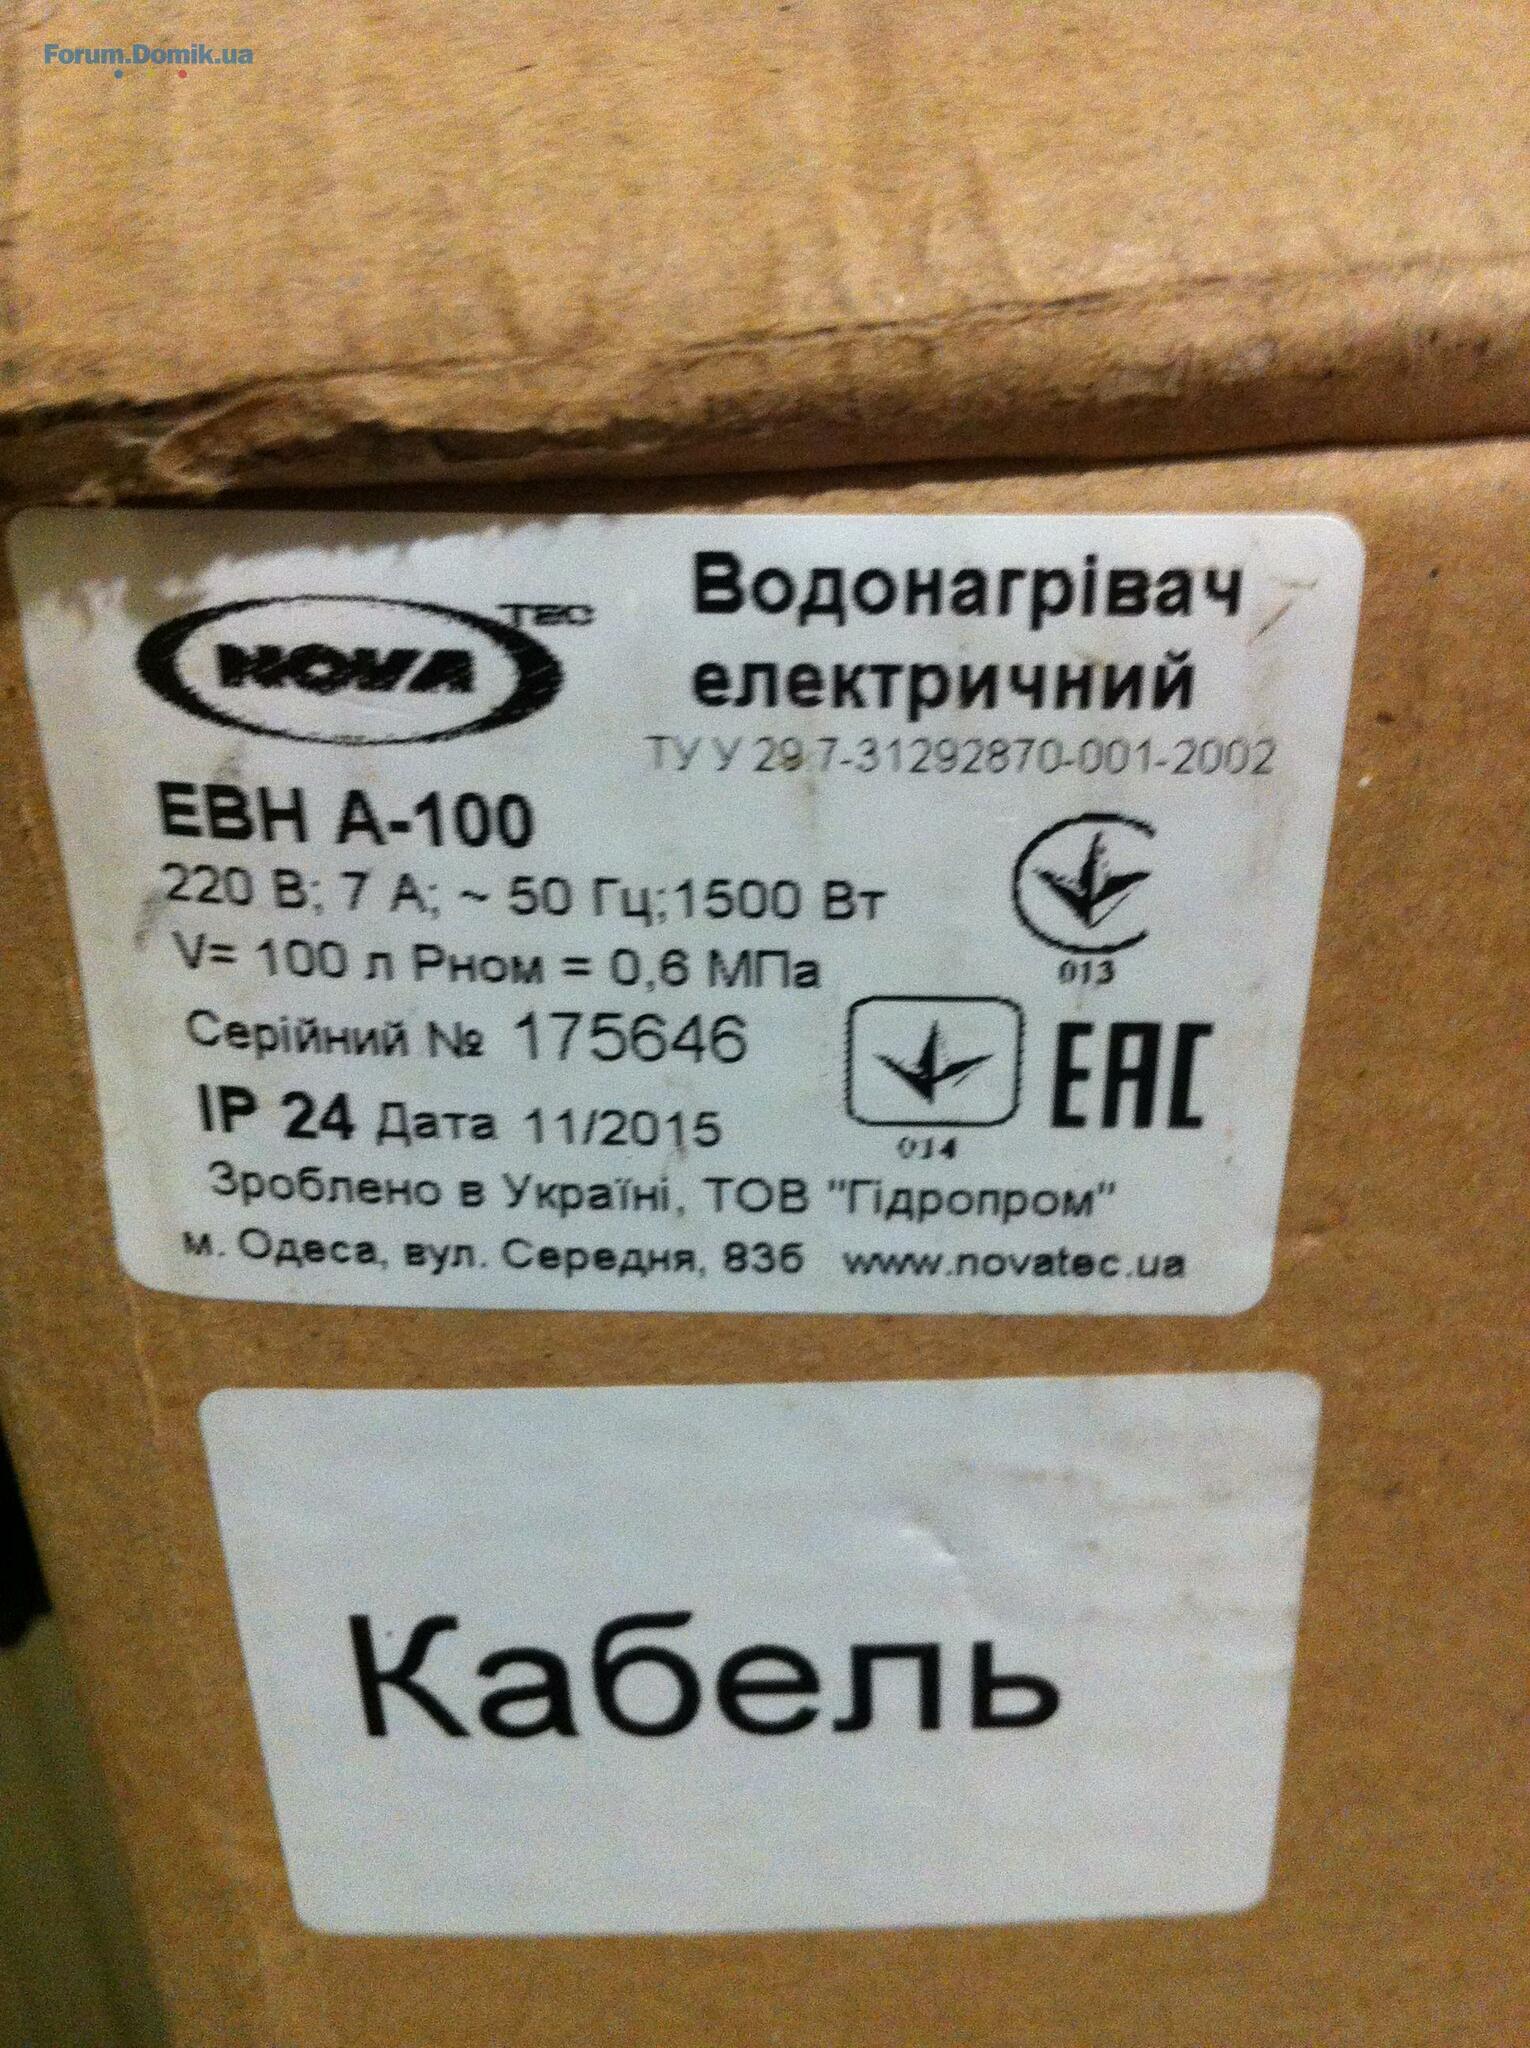 Forum.Domik.ua
NOVA TEC
Водонагрівач
електричний
ТУ У 29.7-31292870-001-2002
ЕВН А-100
220 В; 7 А; ~ 50 Гц;1500 Вт
V= 100 л Рном = 0,6 МПа
013
Серійний № 175646
EAC
IP 24 Дата 11/2015
014
Зроблено в Україні, ТОВ "Гідропром"
м. Одеса, вул. Середня, 83б www.novatec.ua
Кабель